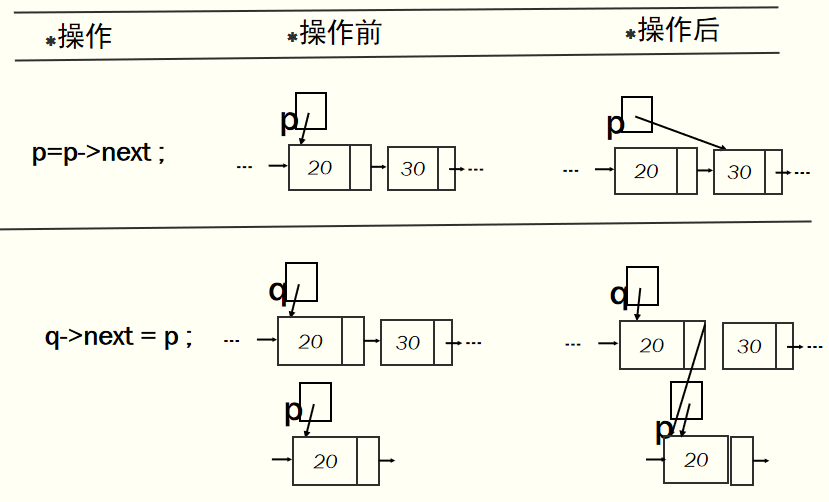 *操作 *操作前 *操作后
p p
p=p->next ; ... 20 30 ... ... 20 30 ...
q q
q->next = p ; ... 20 30 ... ... 20 30 ...
p p
20 20